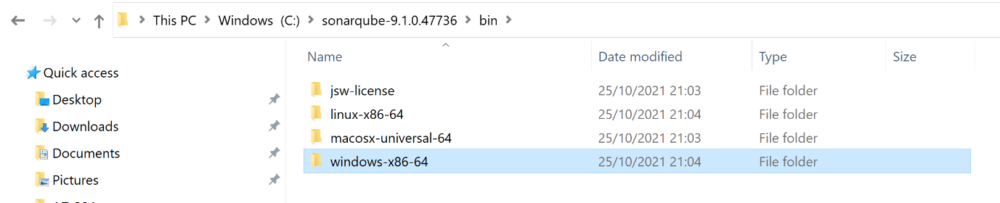 This PC > Windows (C:) > sonarqube-9.1.0.47736 > bin >
Name Date modified Type Size
Quick access
Desktop
Downloads
Documents
Pictures
jsw-license 25/10/2021 21:03 File folder
linux-x86-64 25/10/2021 21:04 File folder
macosx-universal-64 25/10/2021 21:03 File folder
windows-x86-64 25/10/2021 21:04 File folder